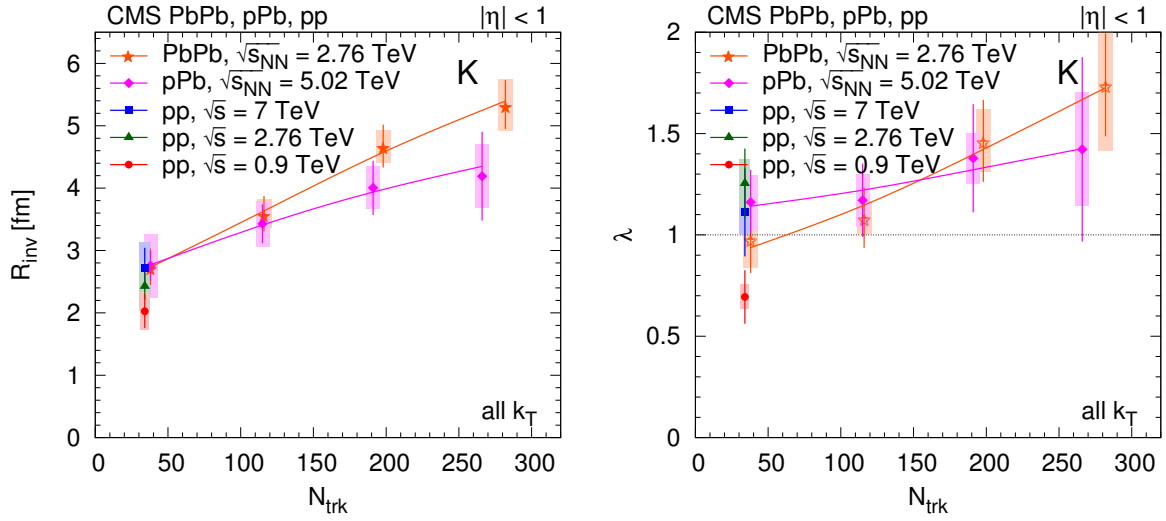 CMS PbPb, pPb, pp |η| < 1
PbPb, √sNN = 2.76 TeV
pPb, √sNN = 5.02 TeV
pp, √s = 7 TeV
pp, √s = 2.76 TeV
pp, √s = 0.9 TeV
K
all kT
Rinv [fm]
6
5
4
3
2
1
0
0 50 100 150 200 250 300
Ntrk
CMS PbPb, pPb, pp |η| < 1
PbPb, √sNN = 2.76 TeV
pPb, √sNN = 5.02 TeV
pp, √s = 7 TeV
pp, √s = 2.76 TeV
pp, √s = 0.9 TeV
K
all kT
λ
2
1.5
1
0.5
0
0 50 100 150 200 250 300
Ntrk